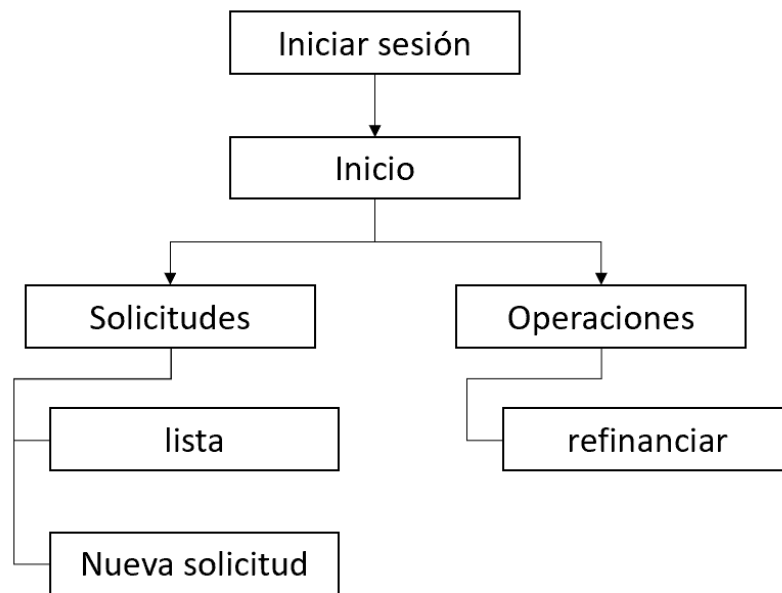 Iniciar sesión
Inicio
Solicitudes
Operaciones
lista
refinanciar
Nueva solicitud